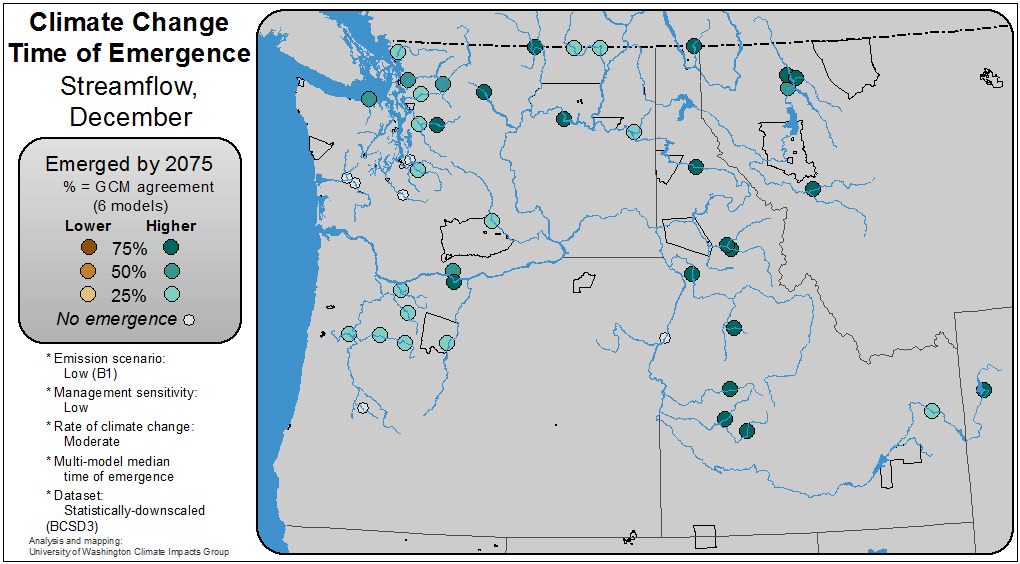 Climate Change
Time of Emergence
Streamflow,
December
Emerged by 2075
% = GCM agreement
(6 models)
Lower Higher
75%
50%
25%
No emergence
* Emission scenario:
Low (B1)
* Management sensitivity:
Low
* Rate of climate change:
Moderate
* Multi-model median
time of emergence
* Dataset:
Statistically-downscaled
(BCSD3)
Analysis and mapping:
University of Washington Climate Impacts Group